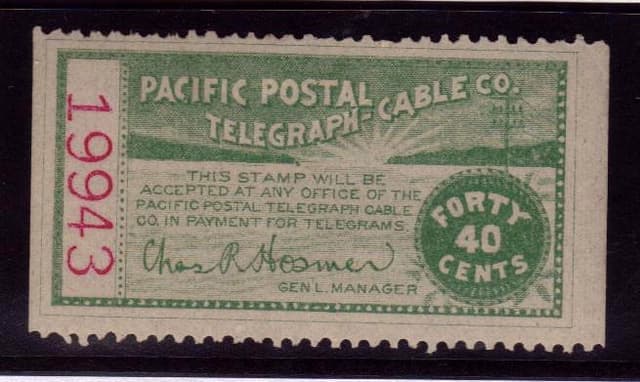 19943
PACIFIC POSTAL
TELEGRAPH-CABLE CO.
THIS STAMP WILL BE
ACCEPTED AT ANY OFFICE OF THE
PACIFIC POSTAL TELEGRAPH CABLE
CO. IN PAYMENT FOR TELEGRAMS.
Chas R Hosmer
GEN'L. MANAGER
FORTY
40
CENTS